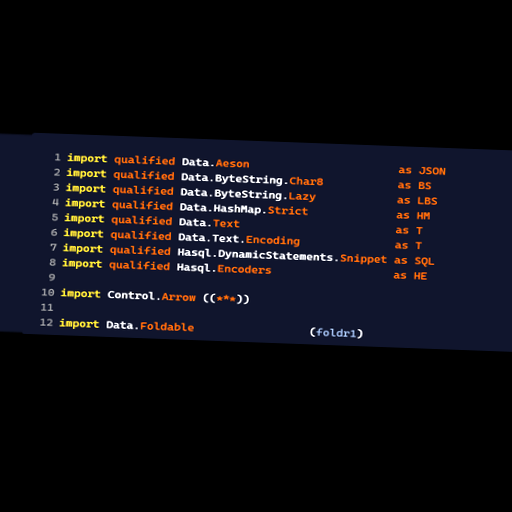 1 import qualified Data.Aeson as JSON
2 import qualified Data.ByteString.Char8 as BS
3 import qualified Data.ByteString.Lazy as LBS
4 import qualified Data.HashMap.Strict as HM
5 import qualified Data.Text as T
6 import qualified Data.Text.Encoding as T
7 import qualified Hasql.DynamicStatements.Snippet as SQL
8 import qualified Hasql.Encoders as HE
9
10 import Control.Arrow ((***))
11
12 import Data.Foldable (foldr1)